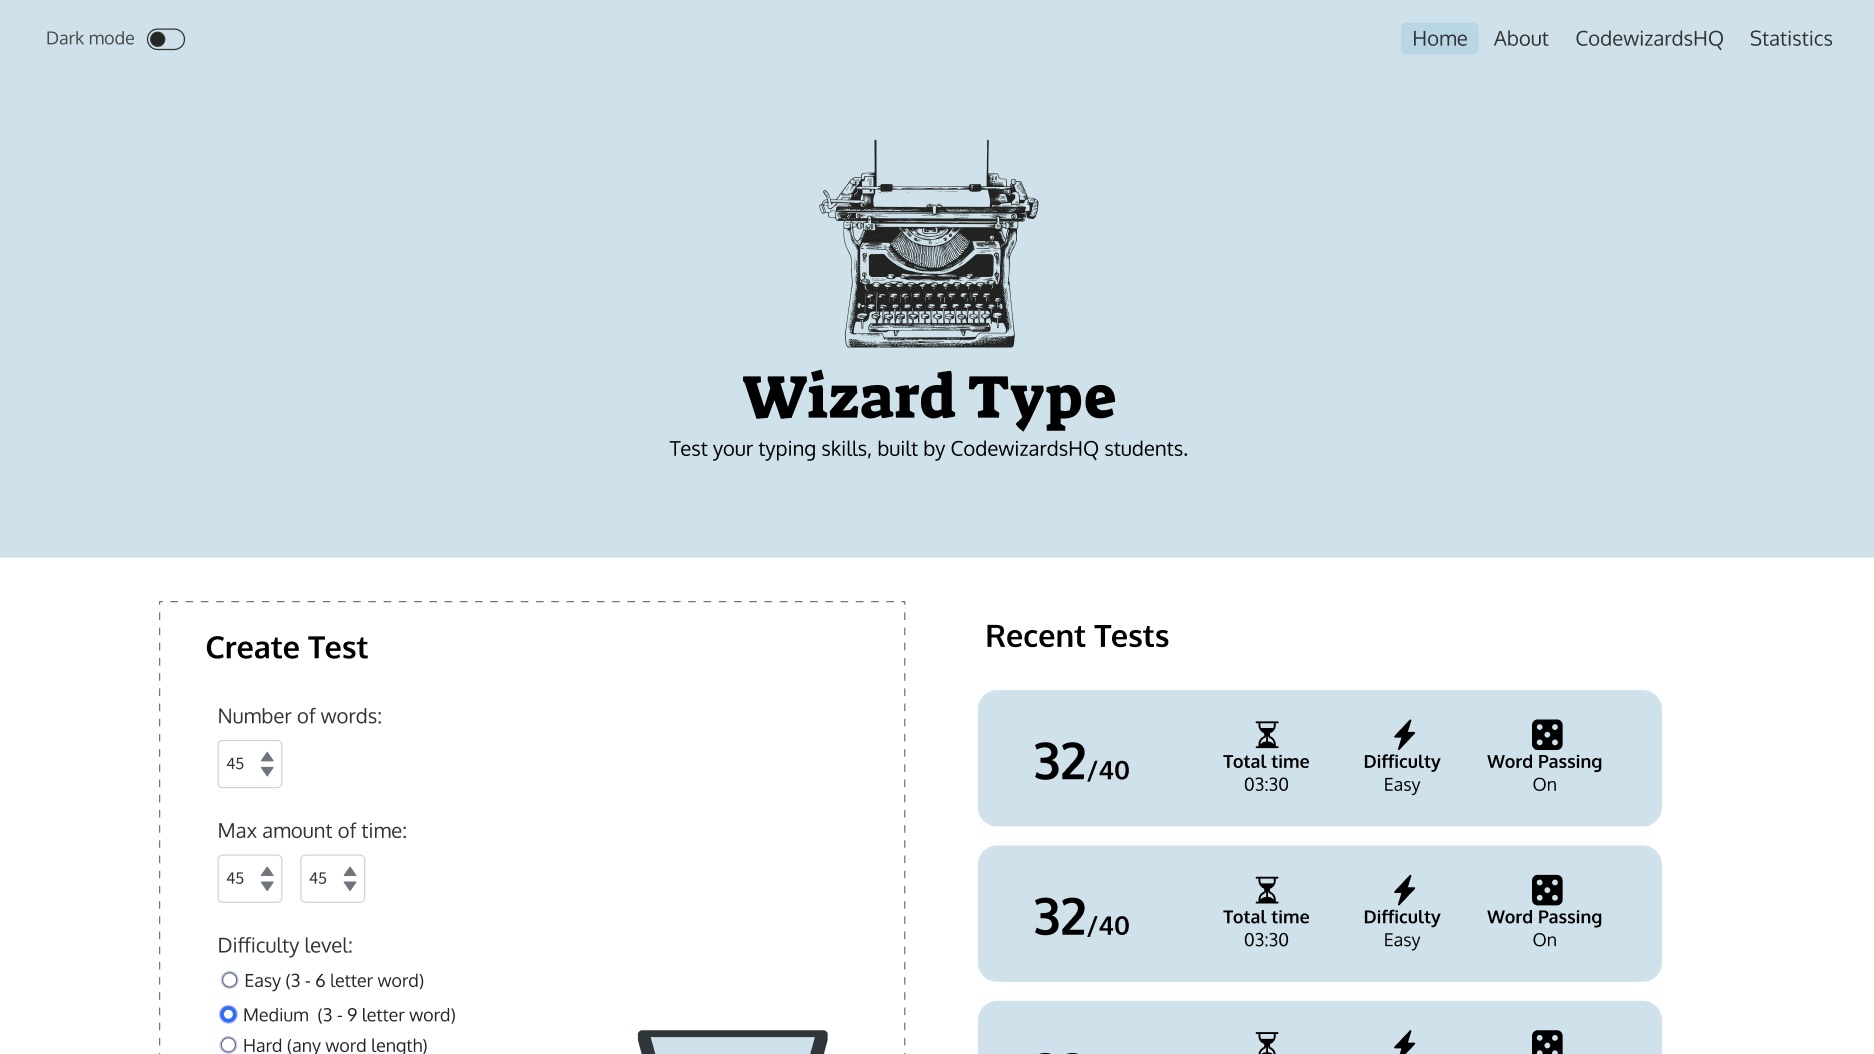 Dark mode
Home About CodewizardsHQ Statistics
Wizard Type
Test your typing skills, built by CodewizardsHQ students.
Create Test
Number of words:
45
Max amount of time:
45 45
Difficulty level:
Easy (3 - 6 letter word)
Medium (3 - 9 letter word)
Hard (any word length)
Recent Tests
32/40
Total time
03:30
Difficulty
Easy
Word Passing
On
32/40
Total time
03:30
Difficulty
Easy
Word Passing
On